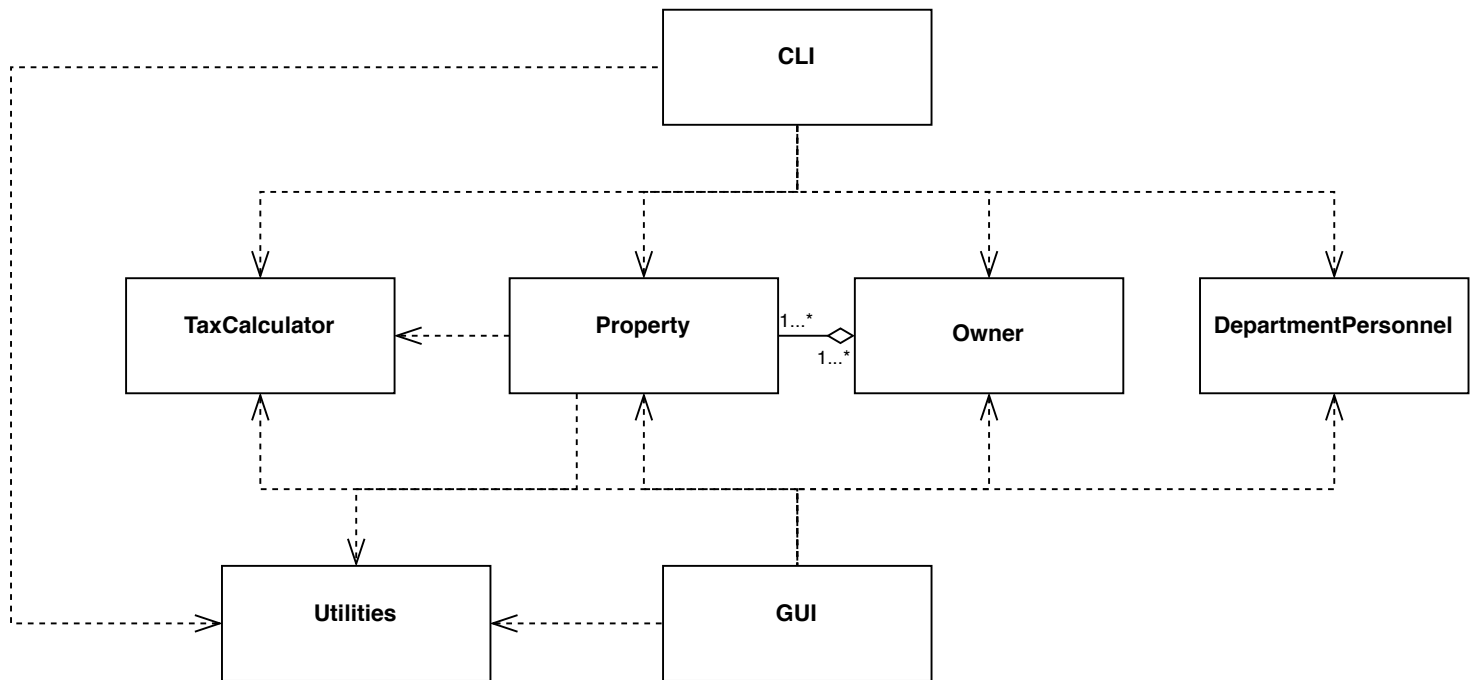 CLI
TaxCalculator
Property
1...*
1...*
Owner
DepartmentPersonnel
Utilities
GUI